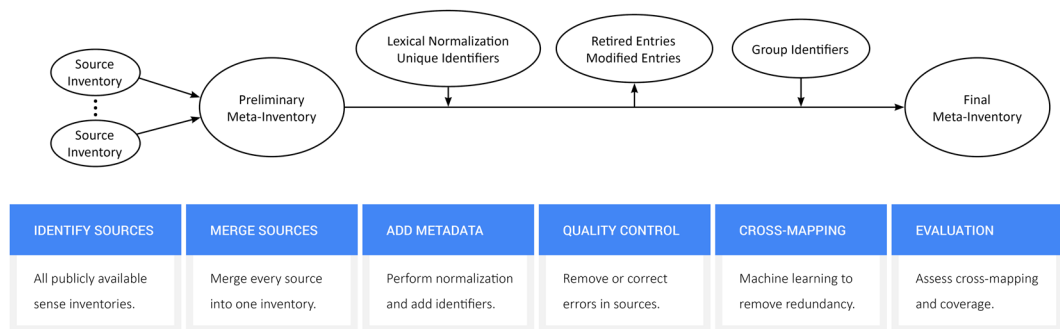 Source
Inventory
Source
Inventory
Preliminary
Meta-Inventory
Lexical Normalization
Unique Identifiers
Retired Entries
Modified Entries
Group Identifiers
Final
Meta-Inventory
IDENTIFY SOURCES
All publicly available
sense inventories.
MERGE SOURCES
Merge every source
into one inventory.
ADD METADATA
Perform normalization
and add identifiers.
QUALITY CONTROL
Remove or correct
errors in sources.
CROSS-MAPPING
Machine learning to
remove redundancy.
EVALUATION
Assess cross-mapping
and coverage.